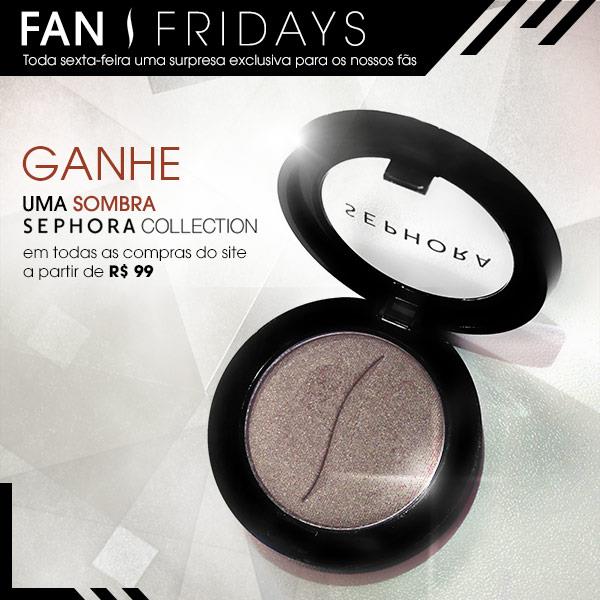 FAN FRIDAYS
Toda sexta-feira uma surpresa exclusiva para os nossos fãs
GANHE
UMA SOMBRA
SEPHORA COLLECTION
em todas as compras do site
a partir de R$ 99
SEPHORA